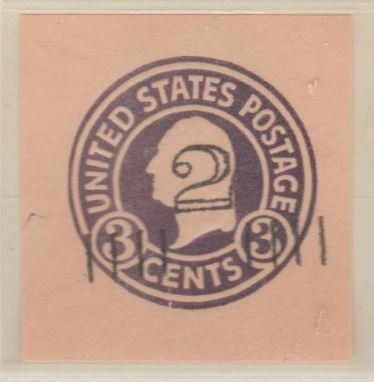 UNITED STATES POSTAGE
2
3 CENTS 3